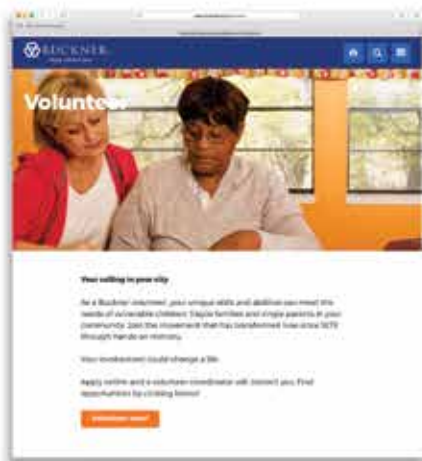 BUCKNER
Volunteer
Your calling in your city
As a Buckner volunteer, your unique skills and abilities can meet the
needs of vulnerable children, fragile families and single parents in your
community. Join the movement that has transformed lives since 1879
through hands-on ministry.
Your involvement could change a life.
Apply online and a volunteer coordinator will contact you. Find
opportunities by clicking below!